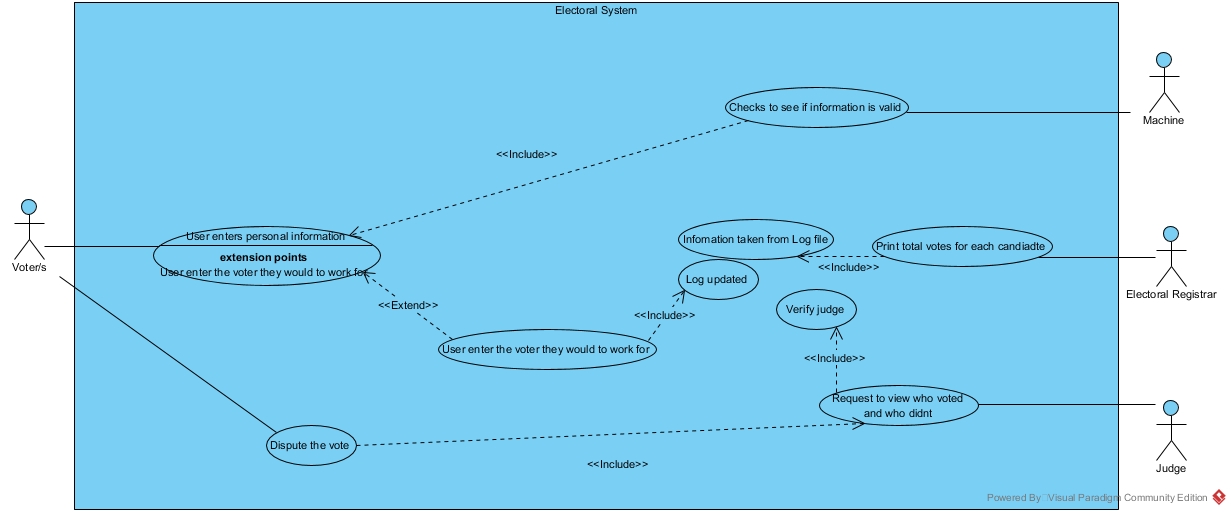 Electoral System
Checks to see if information is valid
Machine
<<Include>>
User enters personal information
extension points
User enter the voter they would to work for
Voter/s
Infomation taken from Log file
Print total votes for each candiadte
<<Include>>
Electoral Registrar
Log updated
<<Extend>>
<<Include>>
Verify judge
User enter the voter they would to work for
<<Include>>
Request to view who voted
and who didnt
Dispute the vote
<<Include>>
Judge
Powered By Visual Paradigm Community Edition